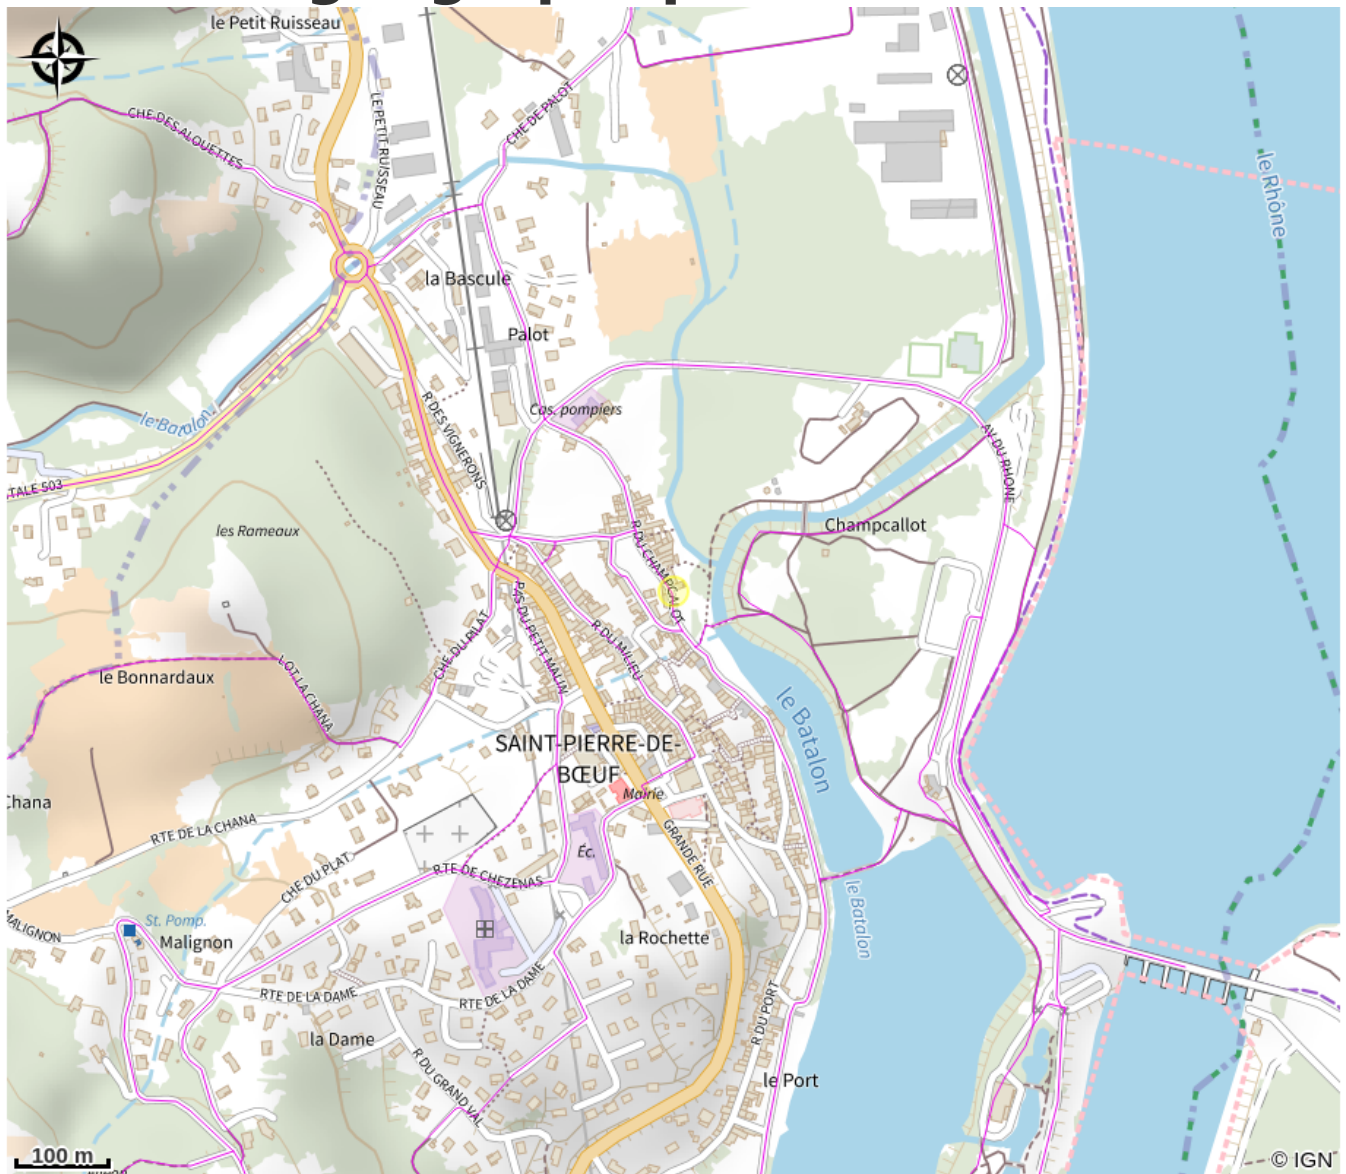 le Petit Ruisseau
CHE DES ALOUETTES
LE PETIT RUISSEAU
CHE DE PALOT
le Rhône
la Bascule
Palot
Cas. pompiers
le Batalon
R DES VIGNERONS
AV DU RHONE
TALE 503
les Rameaux
Champcallot
R DU CHAMPCALOT
PAS DU PETIT MALIN
R DU MILIEU
CHE DU PILAT
le Bonnardaux
LOT LA CHANA
le Batalon
SAINT-PIERRE-DE-
BŒUF
Mairie
Chana
RTE DE LA CHANA
GRANDE RUE
Éc.
CHE DU PLAT
RTE DE CHEZENAS
le Batalon
MALIGNON
St. Pomp.
Malignon
la Rochette
RTE DE LA DAME
RTE DE LA DAME
R DU PORT
la Dame
R DU GRAND VAL
le Port
100 m
© IGN